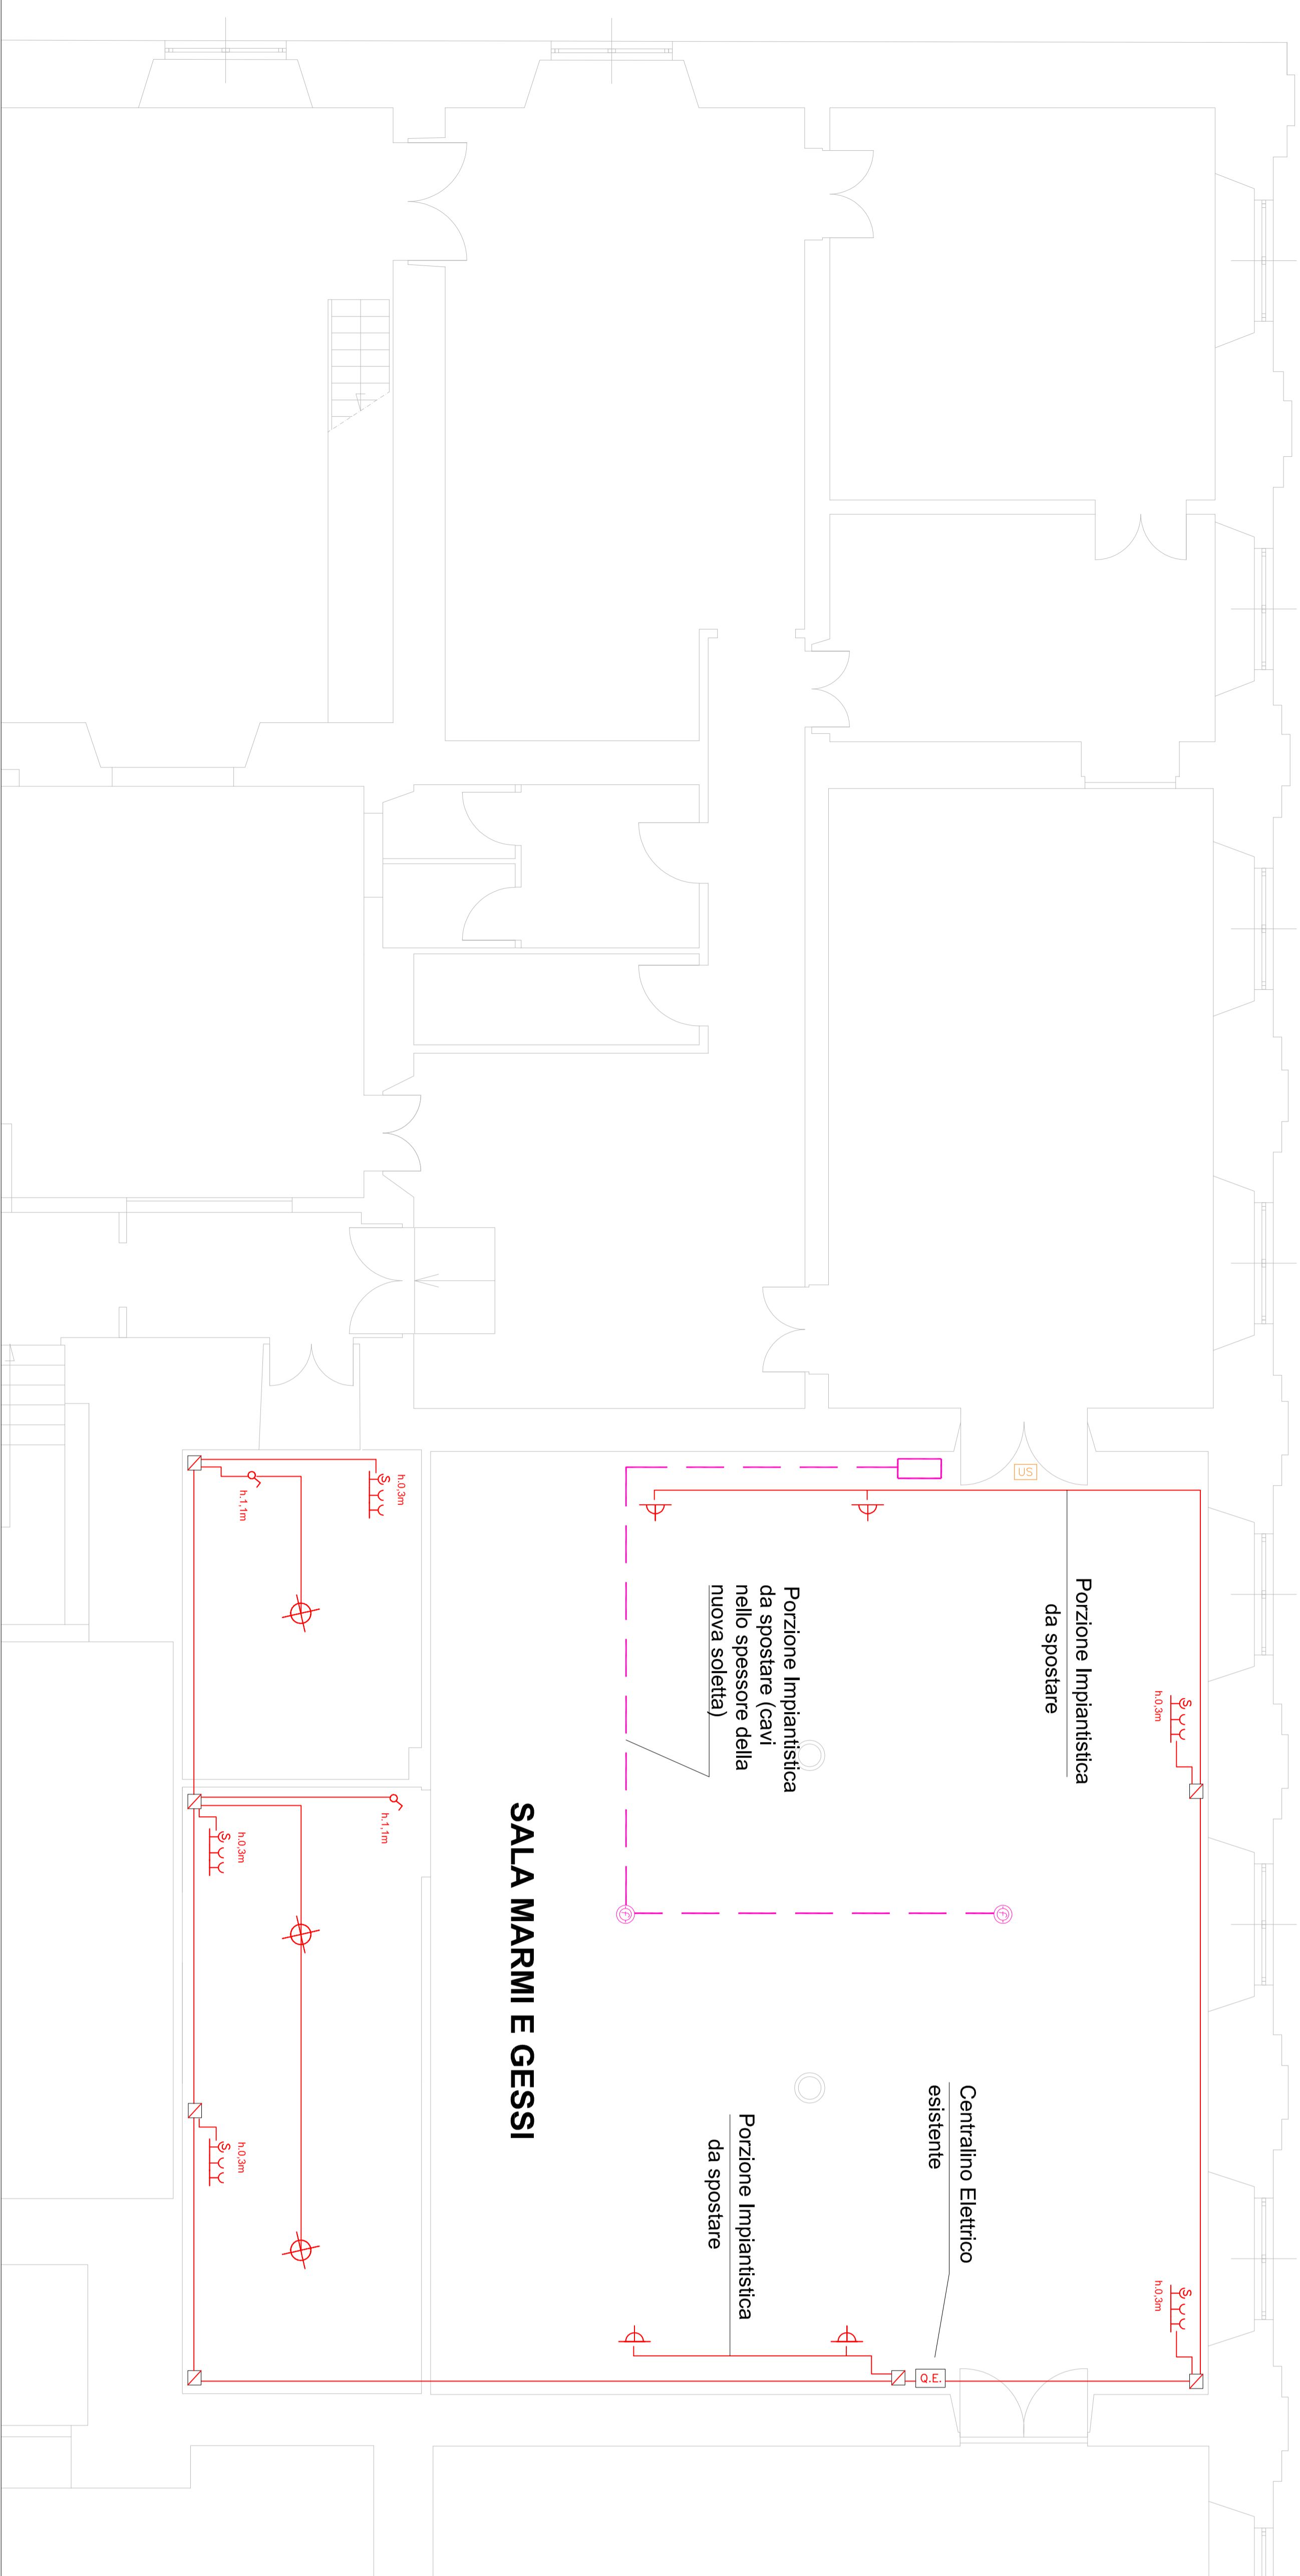 US
Porzione Impiantistica
da spostare
h.0,3m
Porzione Impiantistica
da spostare (cavi
nello spessore della
nuova soletta)
h.0,3m
h.1,1m
S
S
SALA MARMI E GESSI
h.1,1m
h.0,3m
S
f
f
Centralino Elettrico
esistente
Porzione Impiantistica
da spostare
h.0,3m
S
h.0,3m
S
Q.E.